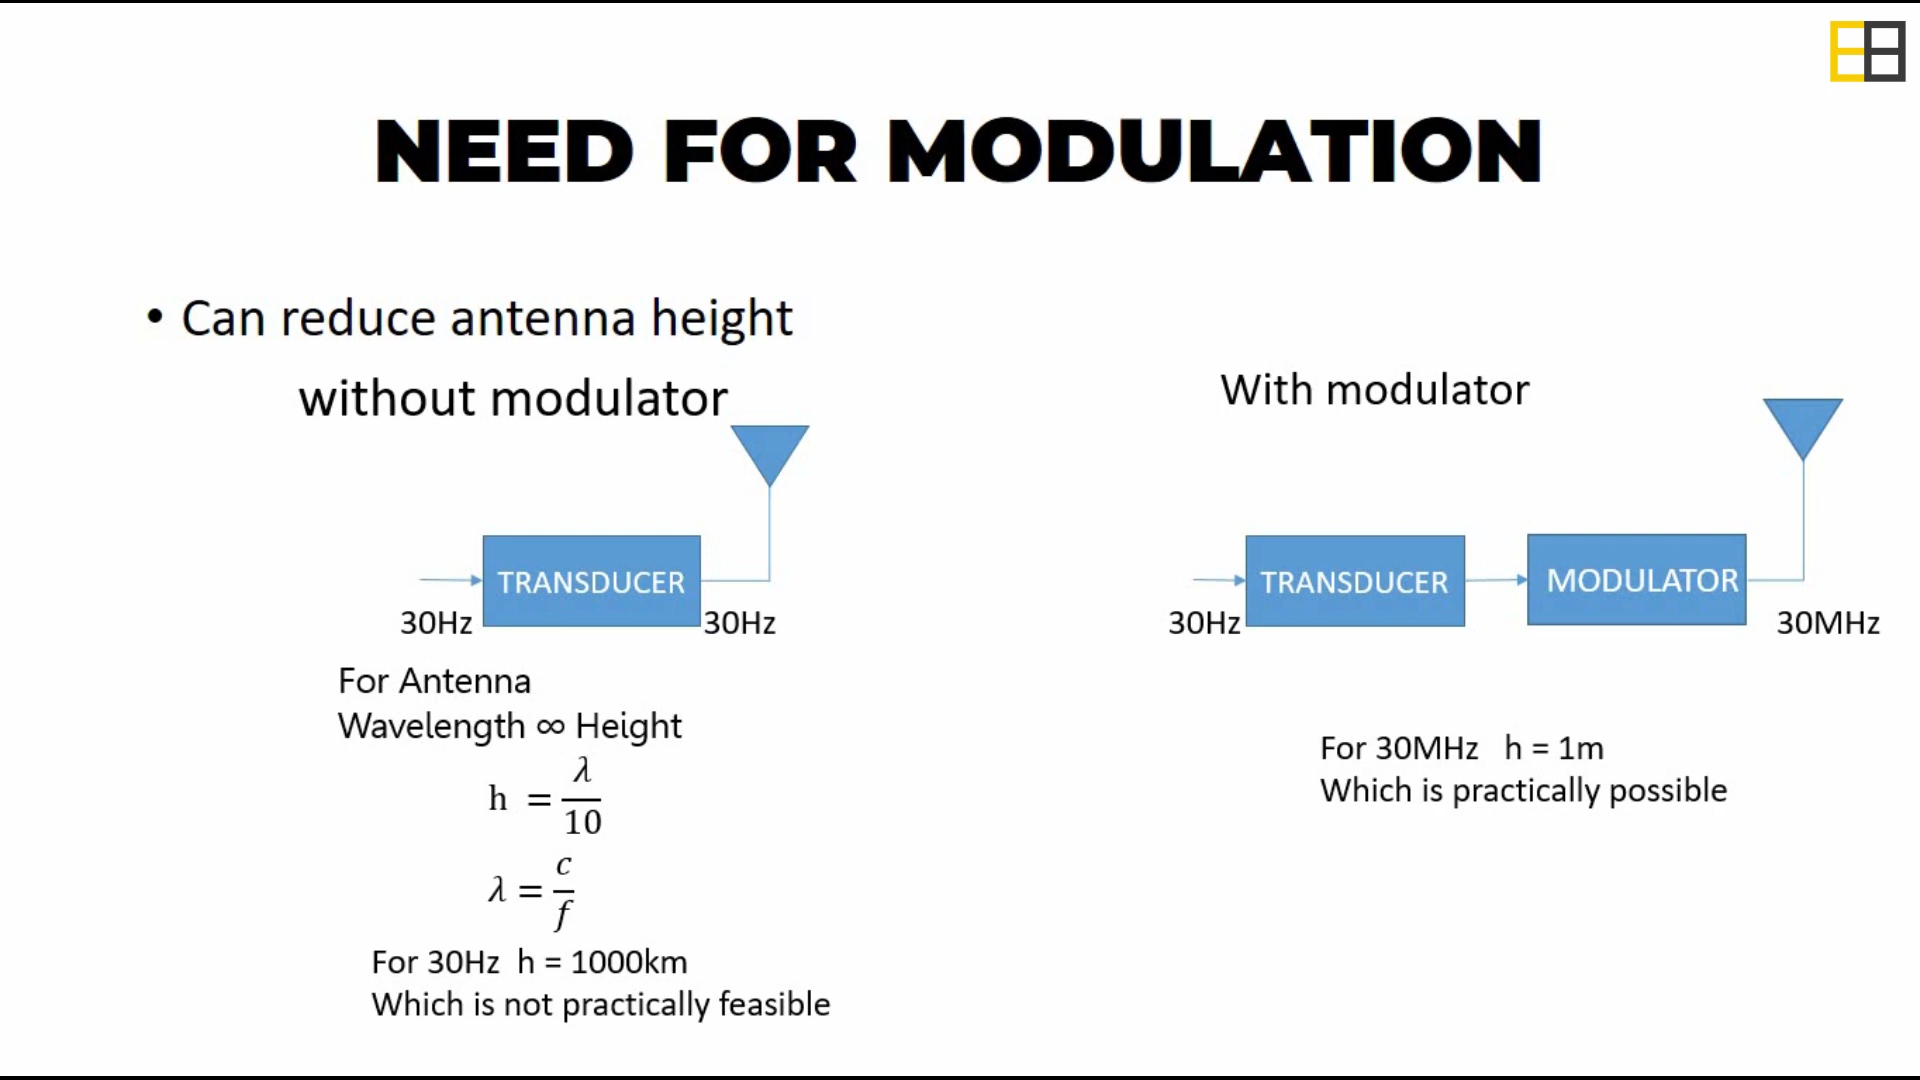 NEED FOR MODULATION
• Can reduce antenna height
without modulator
TRANSDUCER
30Hz
30Hz
For Antenna
Wavelength ∞ Height
h = λ/10
λ = c/f
For 30Hz h = 1000km
Which is not practically feasible
With modulator
TRANSDUCER
MODULATOR
30Hz
30MHz
For 30MHz h = 1m
Which is practically possible